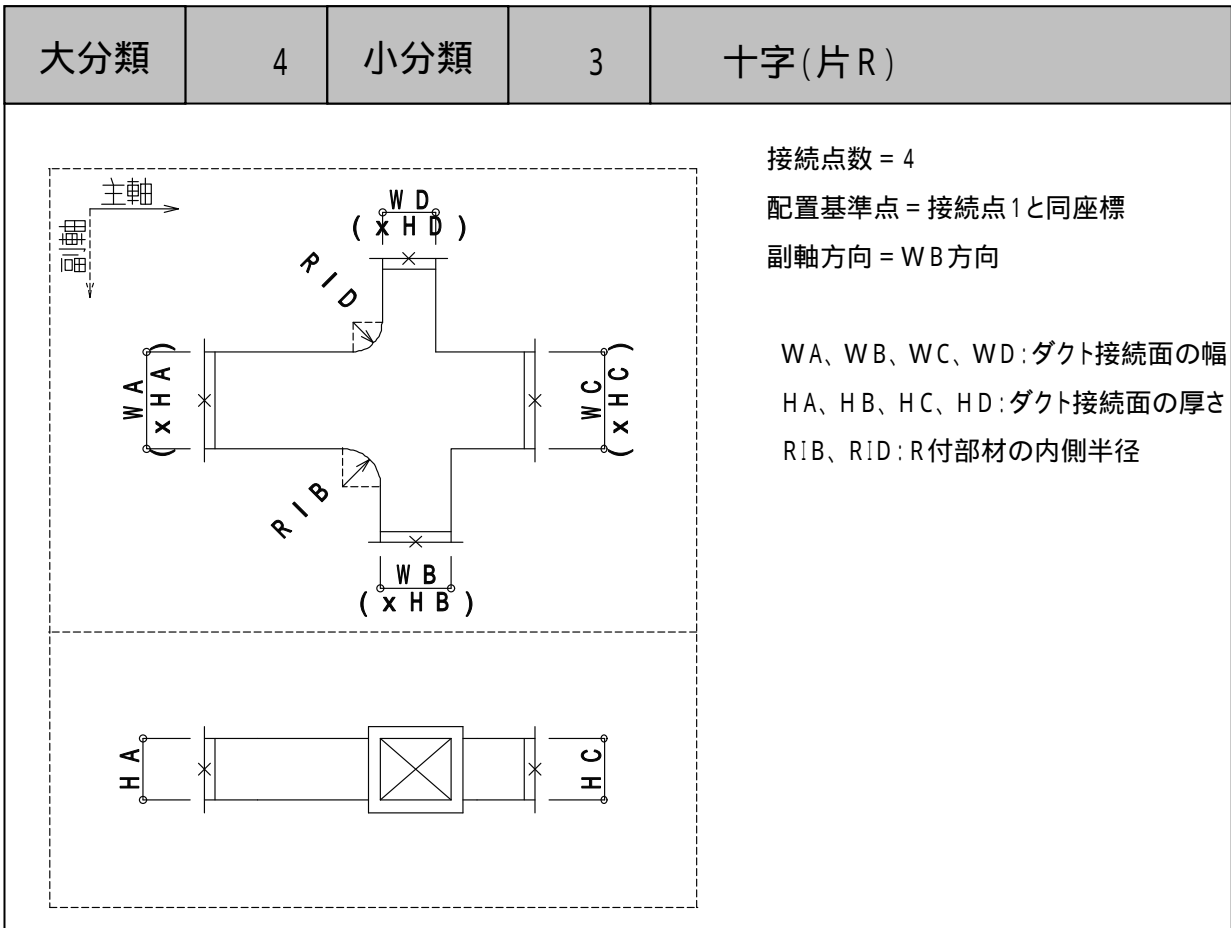 大分類 4 小分類 3 十字(片R)
接続点数=4
配置基準点=接続点1と同座標
副軸方向=WB方向
WA、WB、WC、WD:ダクト接続面の幅
HA、HB、HC、HD:ダクト接続面の厚さ
RIB、RID:R付部材の内側半径
主軸
副軸
WD
(xHD)
RID
WA
(xHA)
WC
(xHC)
RIB
WB
(xHB)
HA
HC